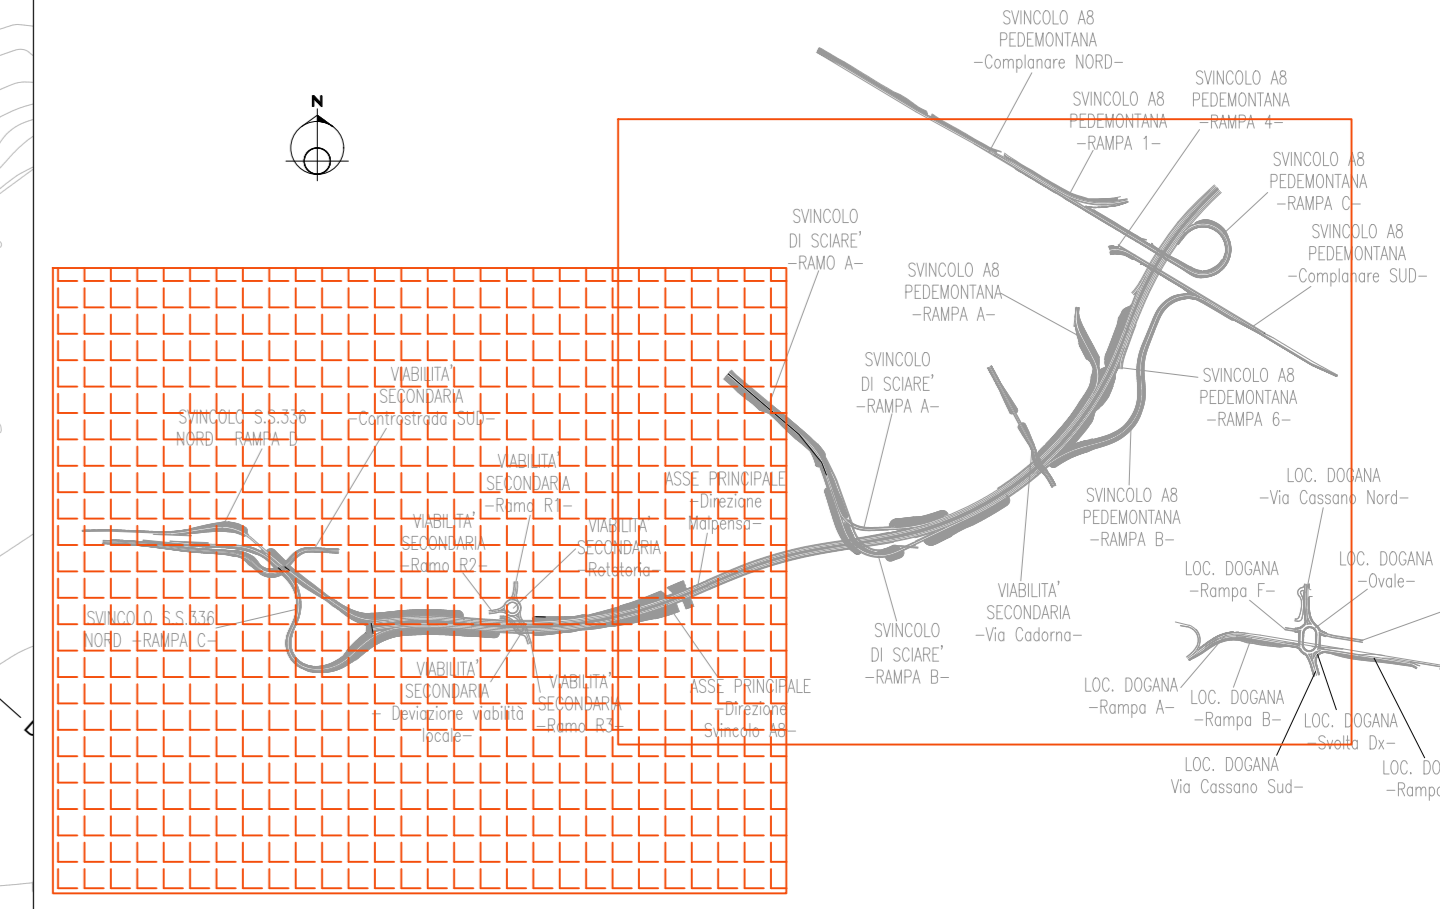 SVINCOLO A8
PEDEMONTANA
-Complanare NORD-
SVINCOLO A8
PEDEMONTANA
-RAMPA 4-
SVINCOLO A8
PEDEMONTANA
-RAMPA 1-
N
SVINCOLO A8
PEDEMONTANA
-RAMPA C-
SVINCOLO
DI SCIARE'
-RAMO A-
SVINCOLO A8
PEDEMONTANA
-Complanare SUD-
SVINCOLO A8
PEDEMONTANA
-RAMPA A-
SVINCOLO
DI SCIARE'
-RAMPA A-
VIABILITA'
SECONDARIA
-Controstrada SUD-
SVINCOLO A8
PEDEMONTANA
-RAMPA 6-
SVINCOLO S.S.336
NORD -RAMPA D-
VIABILITA'
SECONDARIA
-Ramo R1-
ASSE PRINCIPALE
-Direzione
Malpensa-
LOC. DOGANA
-Via Cassano Nord-
SVINCOLO A8
PEDEMONTANA
-RAMPA B-
VIABILITA'
SECONDARIA
-Ramo R2-
VIABILITA'
SECONDARIA
-Rotatoria-
LOC. DOGANA
-Ovale-
LOC. DOGANA
-Rampa F-
VIABILITA'
SECONDARIA
-Via Cadorna-
SVINCOLO S.S.336
NORD -RAMPA C-
SVINCOLO
DI SCIARE'
-RAMPA B-
VIABILITA'
SECONDARIA
- Deviazione viabilità
locale-
VIABILITA'
SECONDARIA
-Ramo R3-
ASSE PRINCIPALE
-Direzione
Svincolo A8-
LOC. DOGANA
-Rampa A-
LOC. DOGANA
-Rampa B-
LOC. DOGANA
-Svolta Dx-
LOC. DOGANA
Via Cassano Sud-
LOC. DO
-Rampa